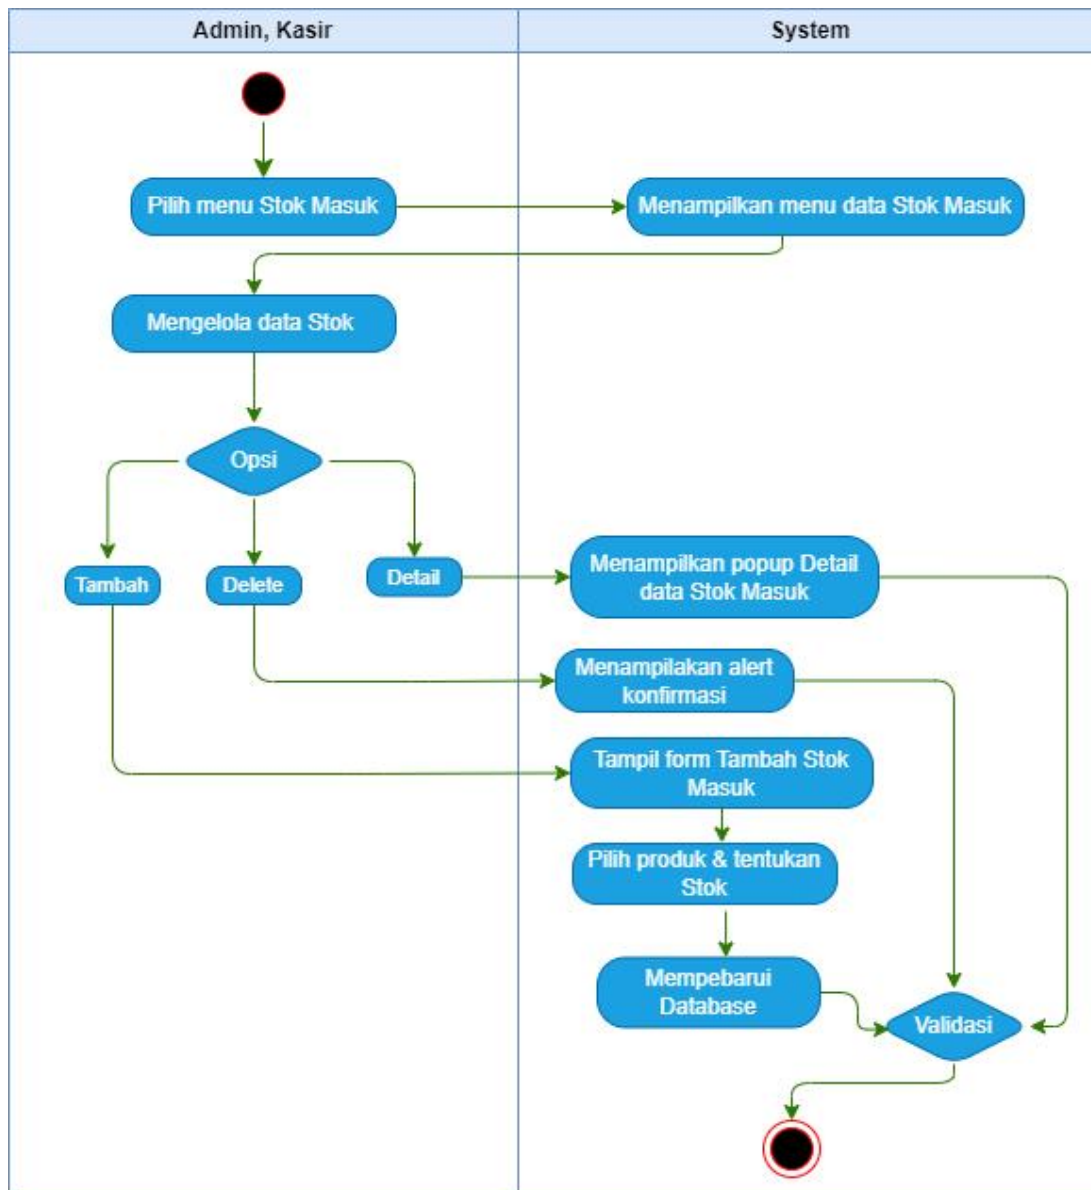 Admin, Kasir
System
Pilih menu Stok Masuk
Menampilkan menu data Stok Masuk
Mengelola data Stok
Opsi
Tambah
Delete
Detail
Menampilkan popup Detail
data Stok Masuk
Menampilakan alert
konfirmasi
Tampil form Tambah Stok
Masuk
Pilih produk & tentukan
Stok
Mempebarui
Database
Validasi